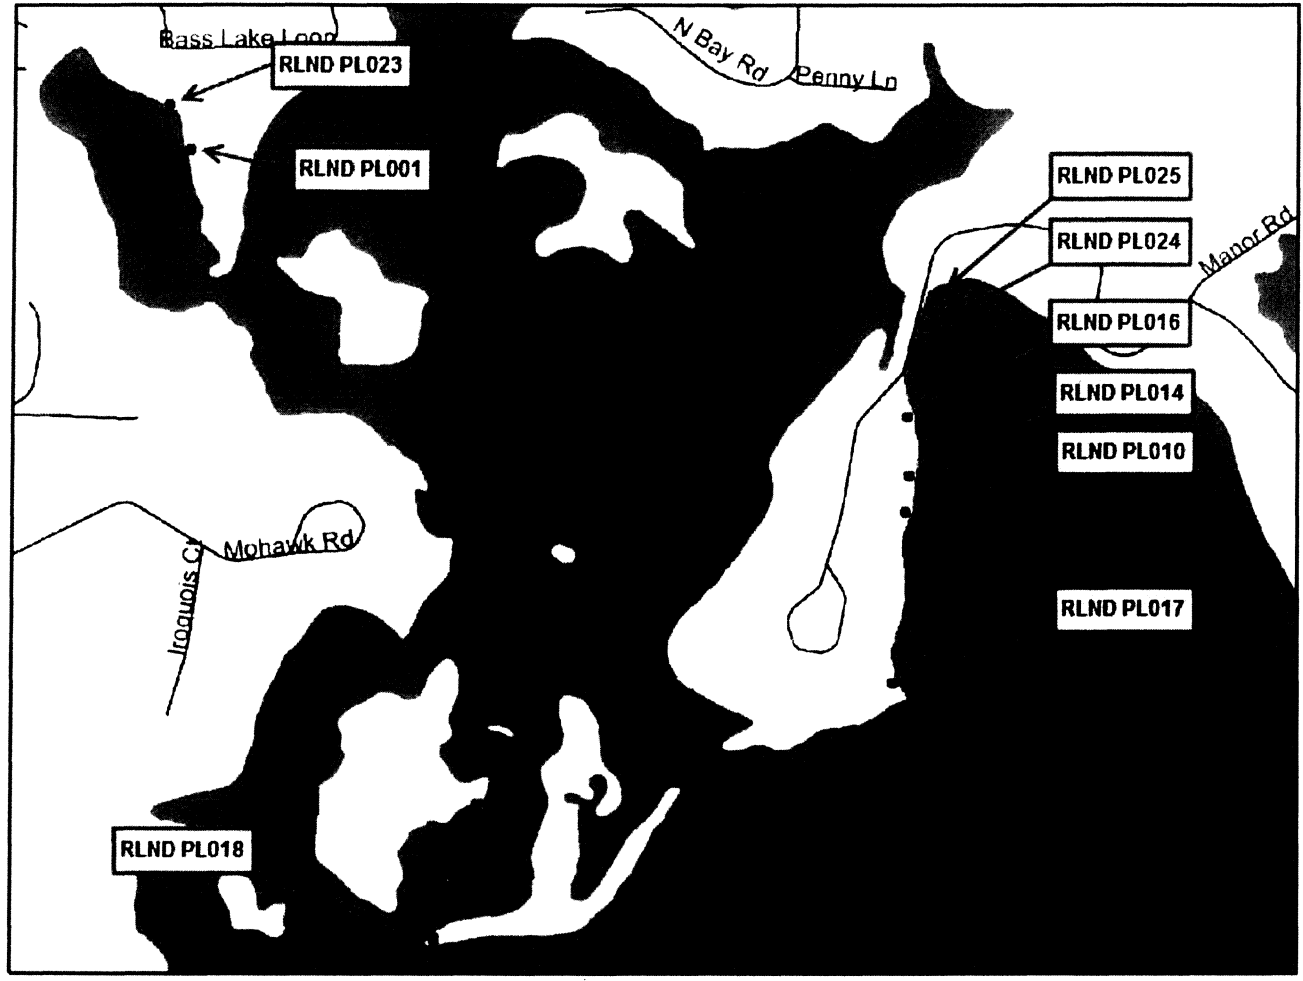 Bass Lake Loop
RLND PL023
N Bay Rd
Penny Ln
RLND PL001
RLND PL025
RLND PL024
Manor Rd
RLND PL016
RLND PL014
RLND PL010
Mohawk Rd
Iroquois Ct
RLND PL017
RLND PL018